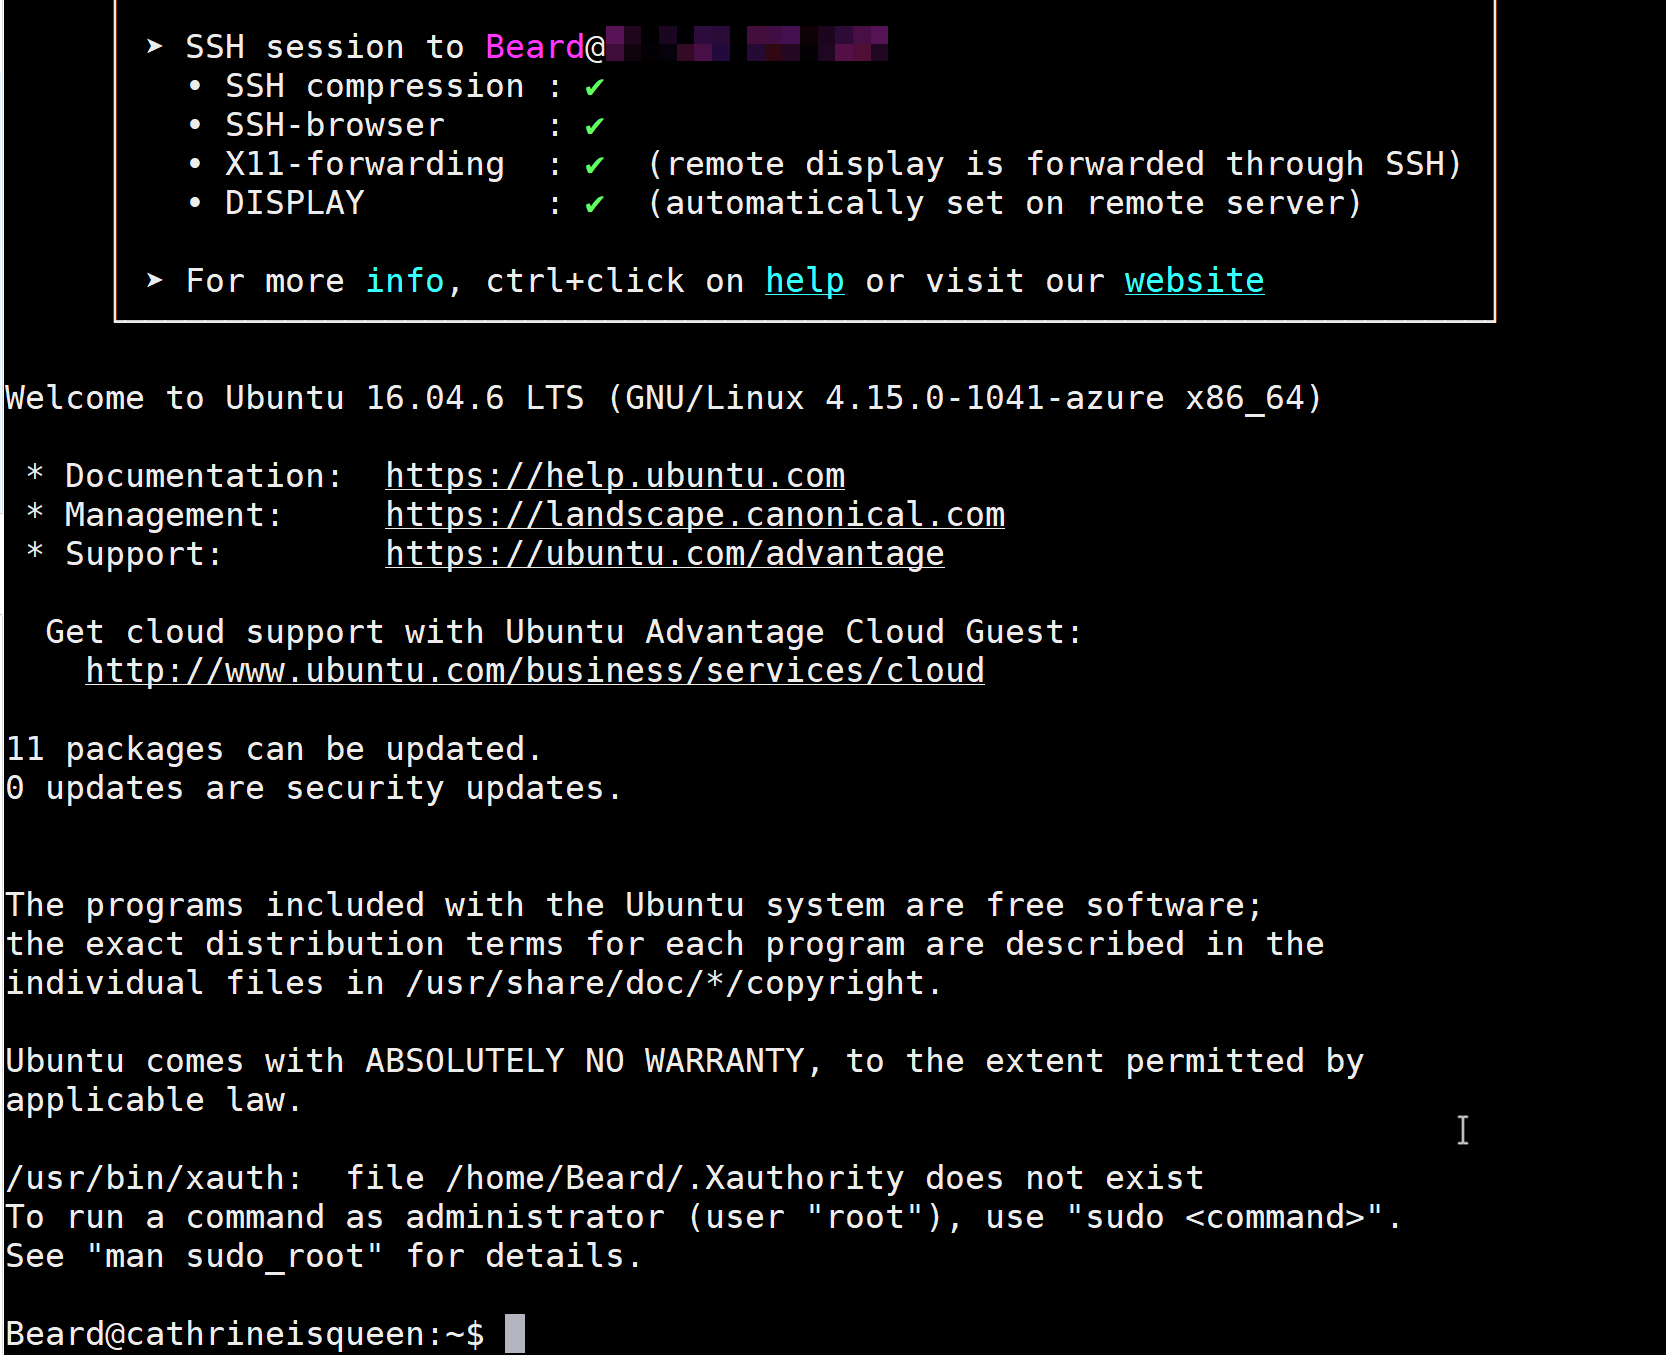 ➤ SSH session to Beard@
• SSH compression : ✔
• SSH-browser     : ✔
• X11-forwarding  : ✔  (remote display is forwarded through SSH)
• DISPLAY         : ✔  (automatically set on remote server)
➤ For more info, ctrl+click on help or visit our website
Welcome to Ubuntu 16.04.6 LTS (GNU/Linux 4.15.0-1041-azure x86_64)
* Documentation:  https://help.ubuntu.com
* Management:     https://landscape.canonical.com
* Support:        https://ubuntu.com/advantage
Get cloud support with Ubuntu Advantage Cloud Guest:
http://www.ubuntu.com/business/services/cloud
11 packages can be updated.
0 updates are security updates.
The programs included with the Ubuntu system are free software;
the exact distribution terms for each program are described in the
individual files in /usr/share/doc/*/copyright.
Ubuntu comes with ABSOLUTELY NO WARRANTY, to the extent permitted by
applicable law.
/usr/bin/xauth:  file /home/Beard/.Xauthority does not exist
To run a command as administrator (user "root"), use "sudo <command>".
See "man sudo_root" for details.
Beard@cathrineisqueen:~$